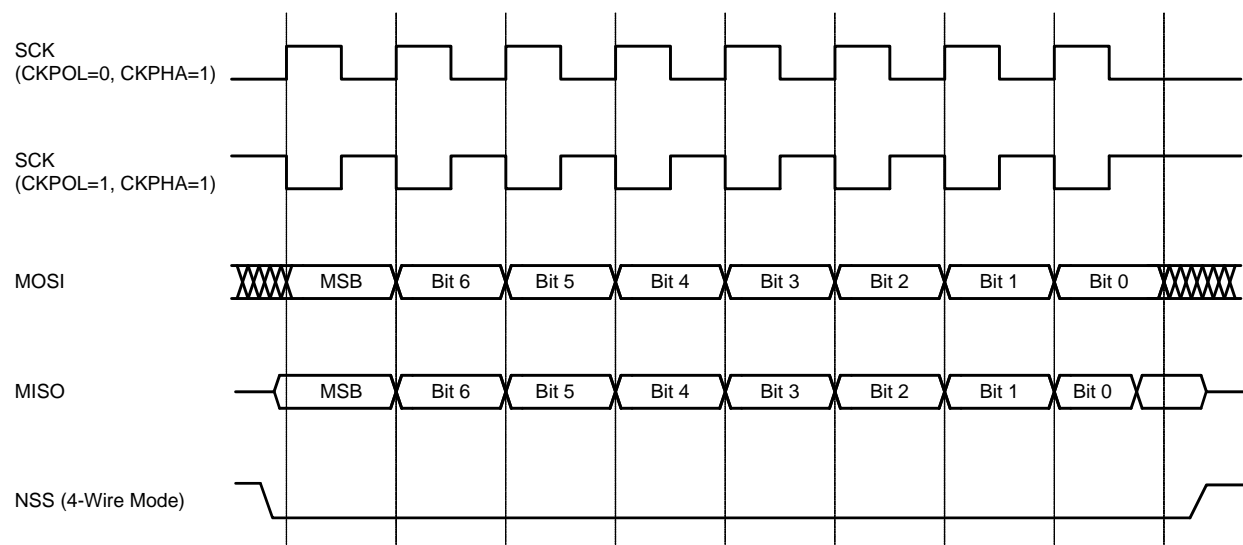 SCK
(CKPOL=0, CKPHA=1)
SCK
(CKPOL=1, CKPHA=1)
MOSI
MSB Bit 6 Bit 5 Bit 4 Bit 3 Bit 2 Bit 1 Bit 0
MISO
MSB Bit 6 Bit 5 Bit 4 Bit 3 Bit 2 Bit 1 Bit 0
NSS (4-Wire Mode)